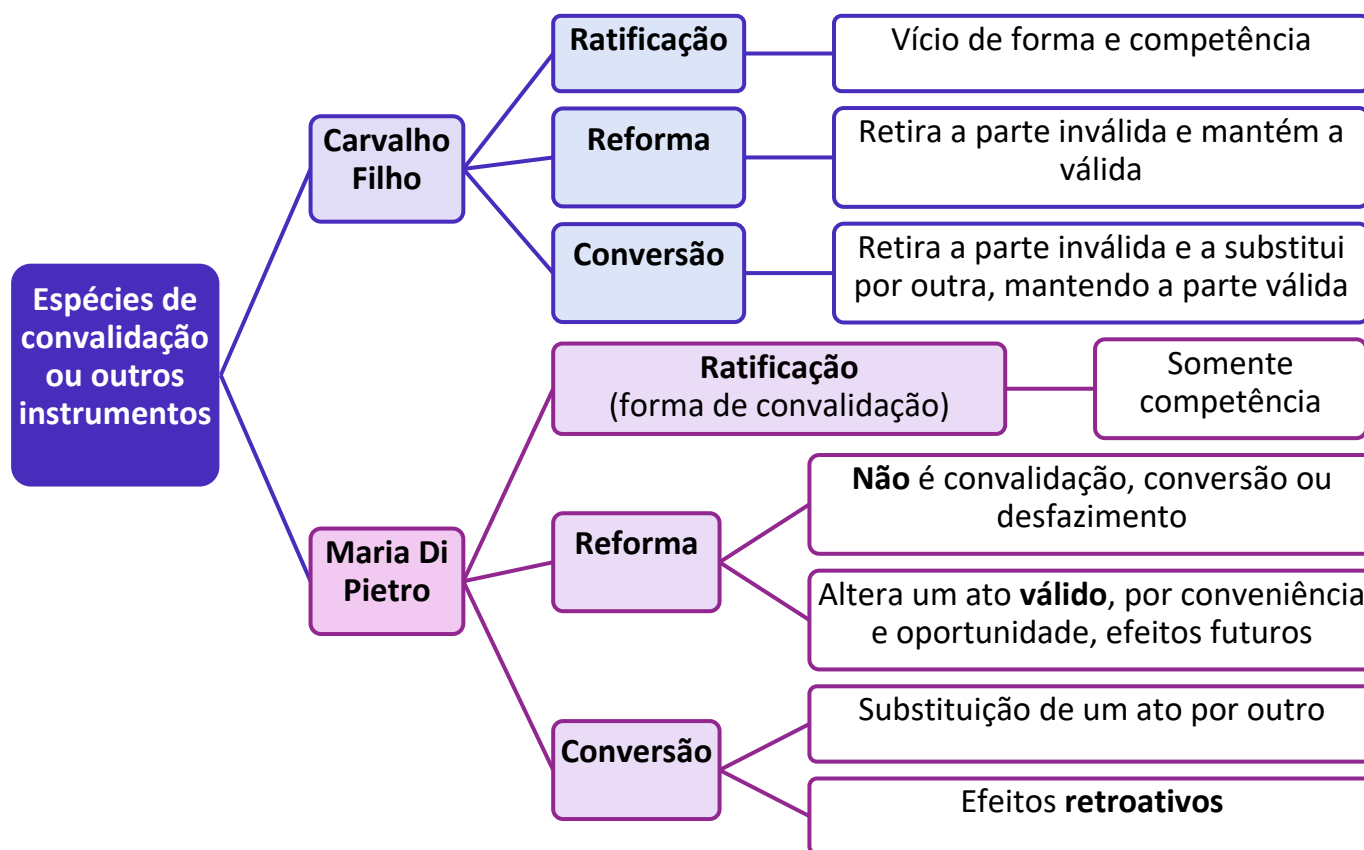 Espécies de
convalidação
ou outros
instrumentos
Carvalho
Filho
Ratificação
Vício de forma e competência
Reforma
Retira a parte inválida e mantém a
válida
Conversão
Retira a parte inválida e a substitui
por outra, mantendo a parte válida
Maria Di
Pietro
Ratificação
(forma de convalidação)
Somente
competência
Reforma
Não é convalidação, conversão ou
desfazimento
Altera um ato válido, por conveniência
e oportunidade, efeitos futuros
Conversão
Substituição de um ato por outro
Efeitos retroativos